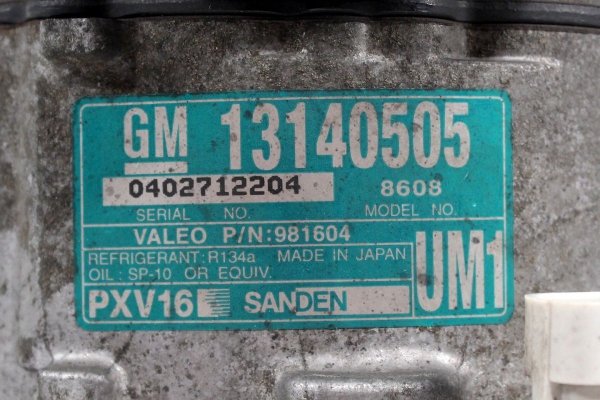 GM 13140505
0402712204 8608
SERIAL NO. MODEL NO.
VALEO P/N:981604
REFRIGERANT:R134a MADE IN JAPAN
OIL: SP-10 OR EQUIV.
UM1
PXV16 SANDEN